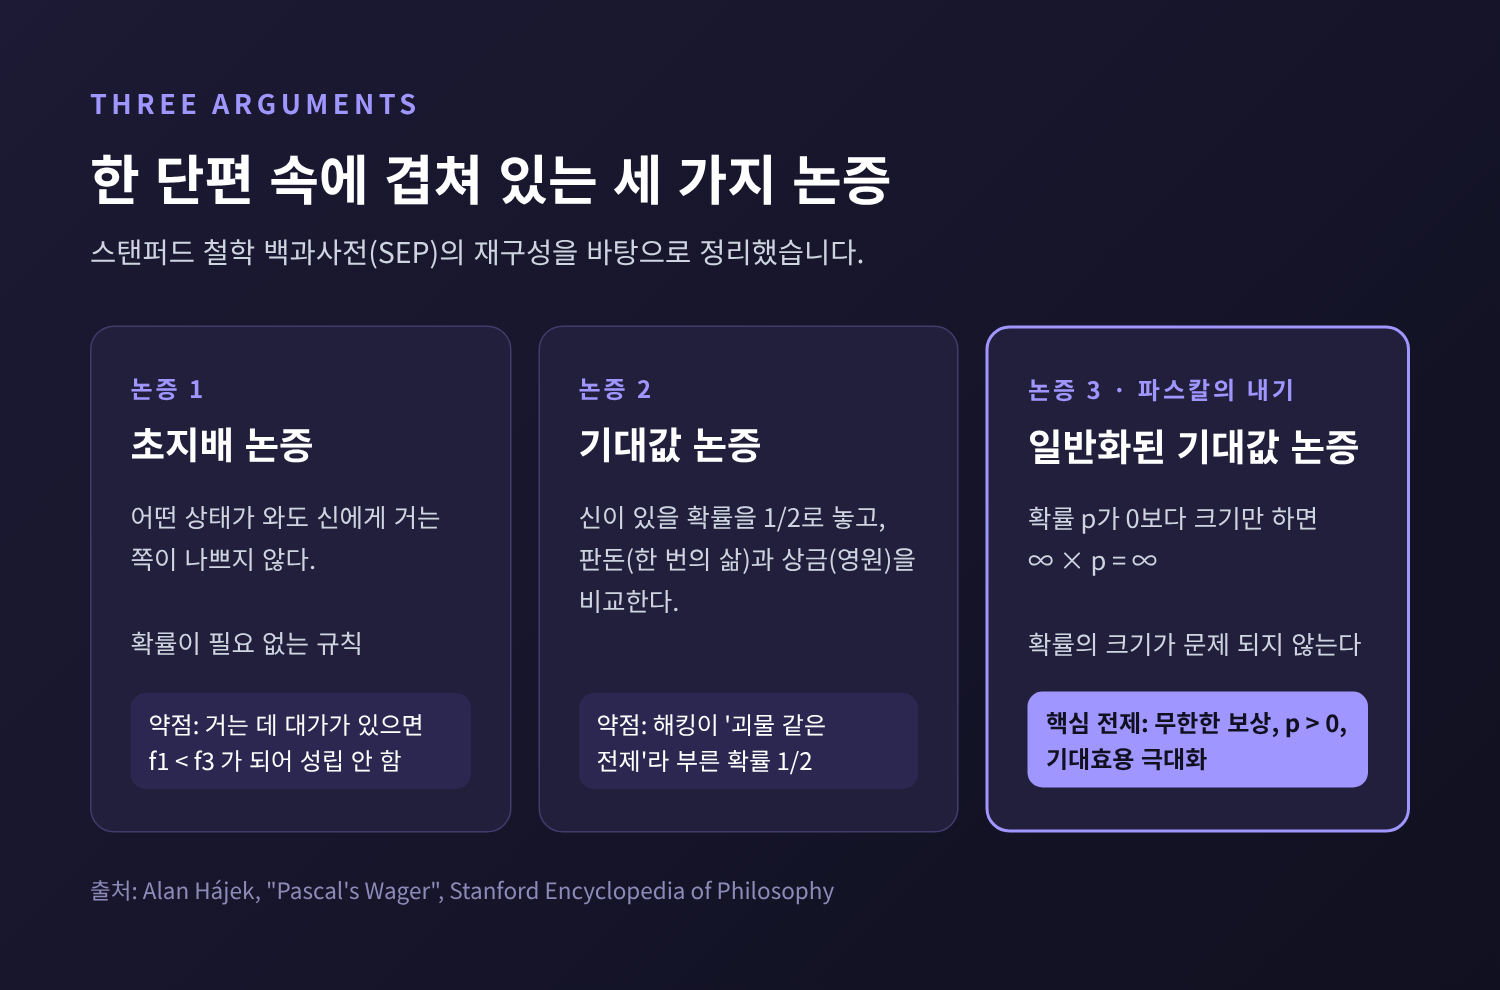 THREE ARGUMENTS
한 단편 속에 겹쳐 있는 세 가지 논증
스탠퍼드 철학 백과사전(SEP)의 재구성을 바탕으로 정리했습니다.
논증 1
초지배 논증
어떤 상태가 와도 신에게 거는
쪽이 나쁘지 않다.
확률이 필요 없는 규칙
약점: 거는 데 대가가 있으면
f1 < f3 가 되어 성립 안 함
논증 2
기대값 논증
신이 있을 확률을 1/2로 놓고,
판돈(한 번의 삶)과 상금(영원)을
비교한다.
약점: 해킹이 '괴물 같은
전제'라 부른 확률 1/2
논증 3 · 파스칼의 내기
일반화된 기대값 논증
확률 p가 0보다 크기만 하면
∞ × p = ∞
확률의 크기가 문제 되지 않는다
핵심 전제: 무한한 보상, p > 0,
기대효용 극대화
출처: Alan Hájek, "Pascal's Wager", Stanford Encyclopedia of Philosophy